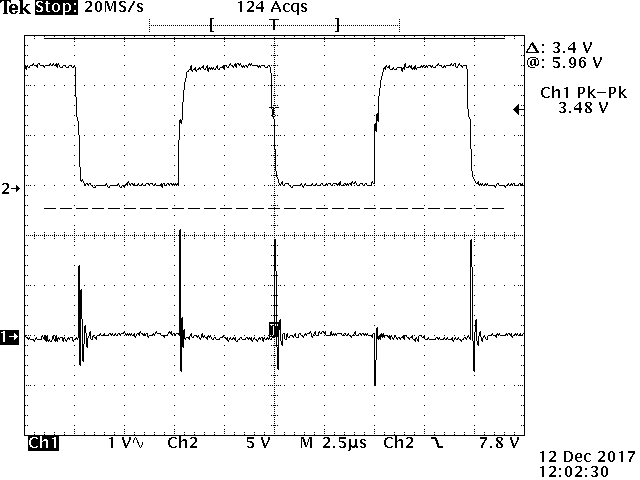 Tek Stop: 20MS/s 124 Acqs
[ T ]
Δ: 3.4 V
@: 5.96 V
Ch1 Pk-Pk
3.48 V
T
2→
T
1→
Ch1 1 V∿ Ch2 5 V M 2.5µs Ch2 ⎤ 7.8 V
12 Dec 2017
12:02:30